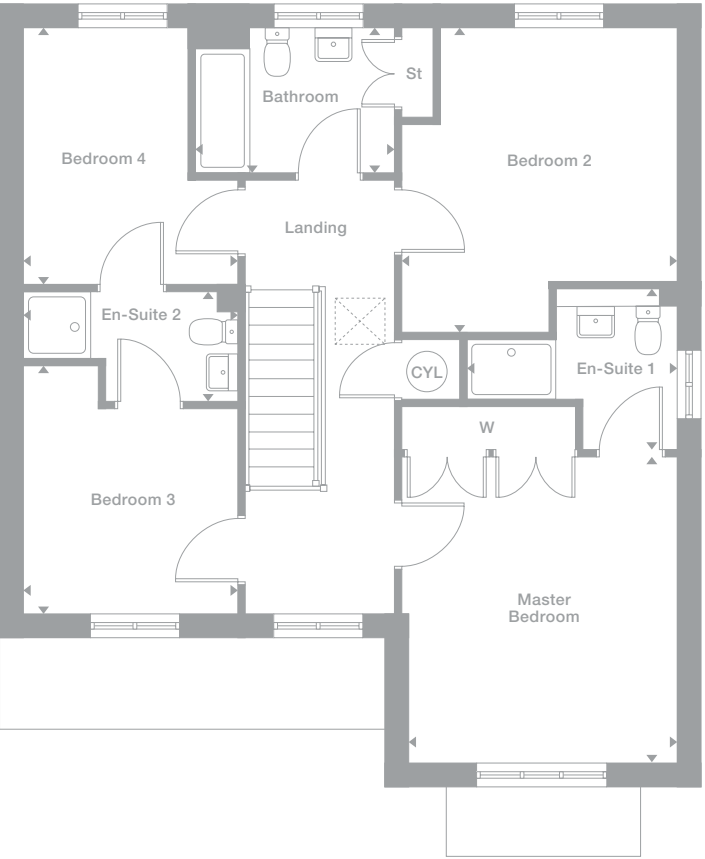 St
Bathroom
Bedroom 4
Bedroom 2
Landing
En-Suite 2
CYL
En-Suite 1
W
Bedroom 3
Master
Bedroom